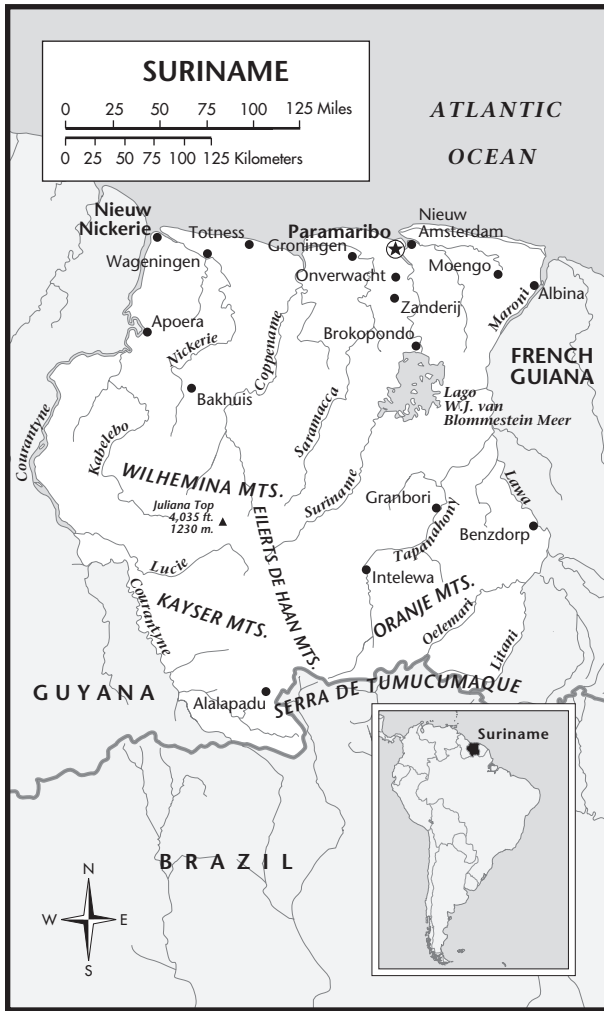 SURINAME
0 25 50 75 100 125 Miles
0 25 50 75 100 125 Kilometers
ATLANTIC
OCEAN
Nieuw
Nickerie
Totness
Wageningen
Paramaribo
Groningen
Nieuw
Amsterdam
Onverwacht
Moengo
Zanderij
Albina
Maroni
Apoera
Nickerie
Coppename
Brokopondo
FRENCH
GUIANA
Bakhuis
Saramacca
Lago
W.J. van
Blommestein Meer
Courantyne
Kabelebo
WILHEMINA MTS.
Suriname
Granbori
Lawa
Juliana Top
4,035 ft.
1230 m.
Tapanahony
Benzdorp
EILERTS DE HAAN MTS.
Lucie
Intelewa
Courantyne
KAYSER MTS.
ORANJE MTS.
Oelemari
Litani
GUYANA
Alalapadu
SERRA DE TUMUCUMAQUE
Suriname
BRAZIL
N
W E
S